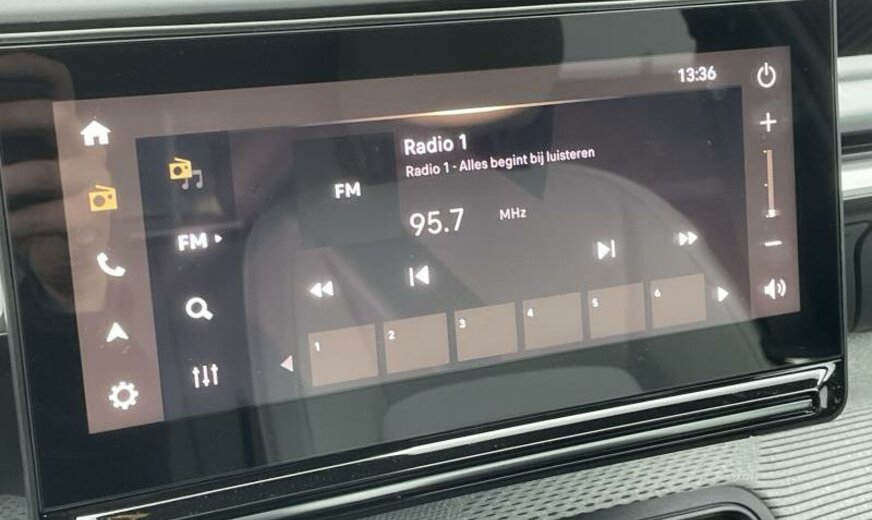 13:36
Radio 1
Radio 1 - Alles begint bij luisteren
FM
FM
95.7 MHz
1 2 3 4 5 6